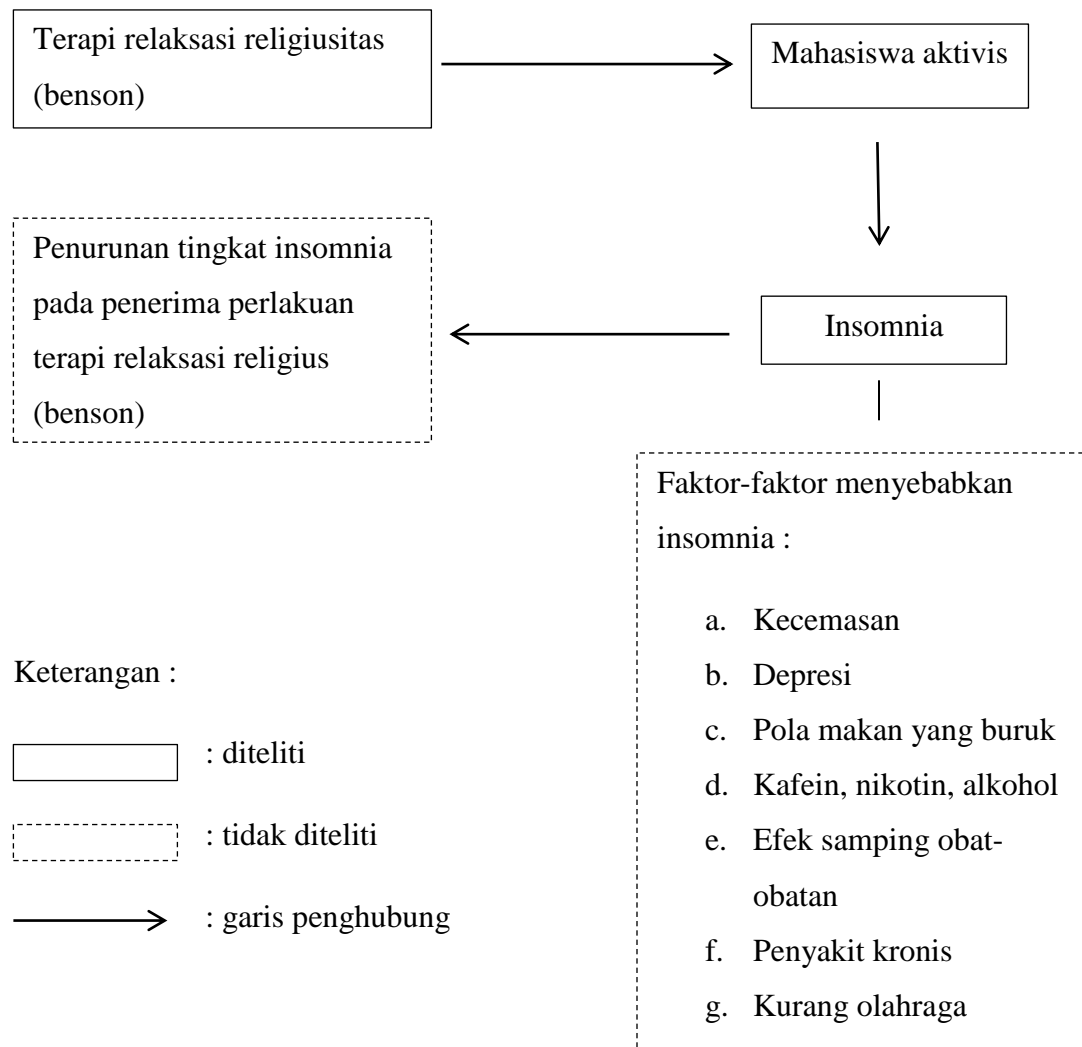 Terapi relaksasi religiusitas
(benson)
Mahasiswa aktivis
Penurunan tingkat insomnia
pada penerima perlakuan
terapi relaksasi religius
(benson)
Insomnia
Faktor-faktor menyebabkan
insomnia :
a. Kecemasan
b. Depresi
c. Pola makan yang buruk
d. Kafein, nikotin, alkohol
e. Efek samping obat-
obatan
f. Penyakit kronis
g. Kurang olahraga
Keterangan :
: diteliti
: tidak diteliti
: garis penghubung